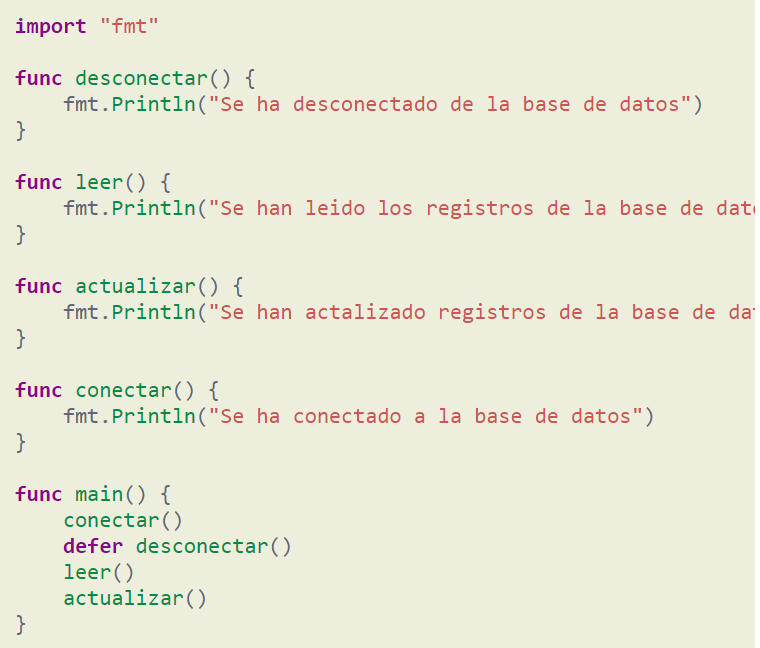 import "fmt"
func desconectar() {
fmt.Println("Se ha desconectado de la base de datos")
}
func leer() {
fmt.Println("Se han leido los registros de la base de
}
func actualizar() {
fmt.Println("Se han actalizado registros de la base de
}
func conectar() {
fmt.Println("Se ha conectado a la base de datos")
}
func main() {
conectar()
defer desconectar()
leer()
actualizar()
}